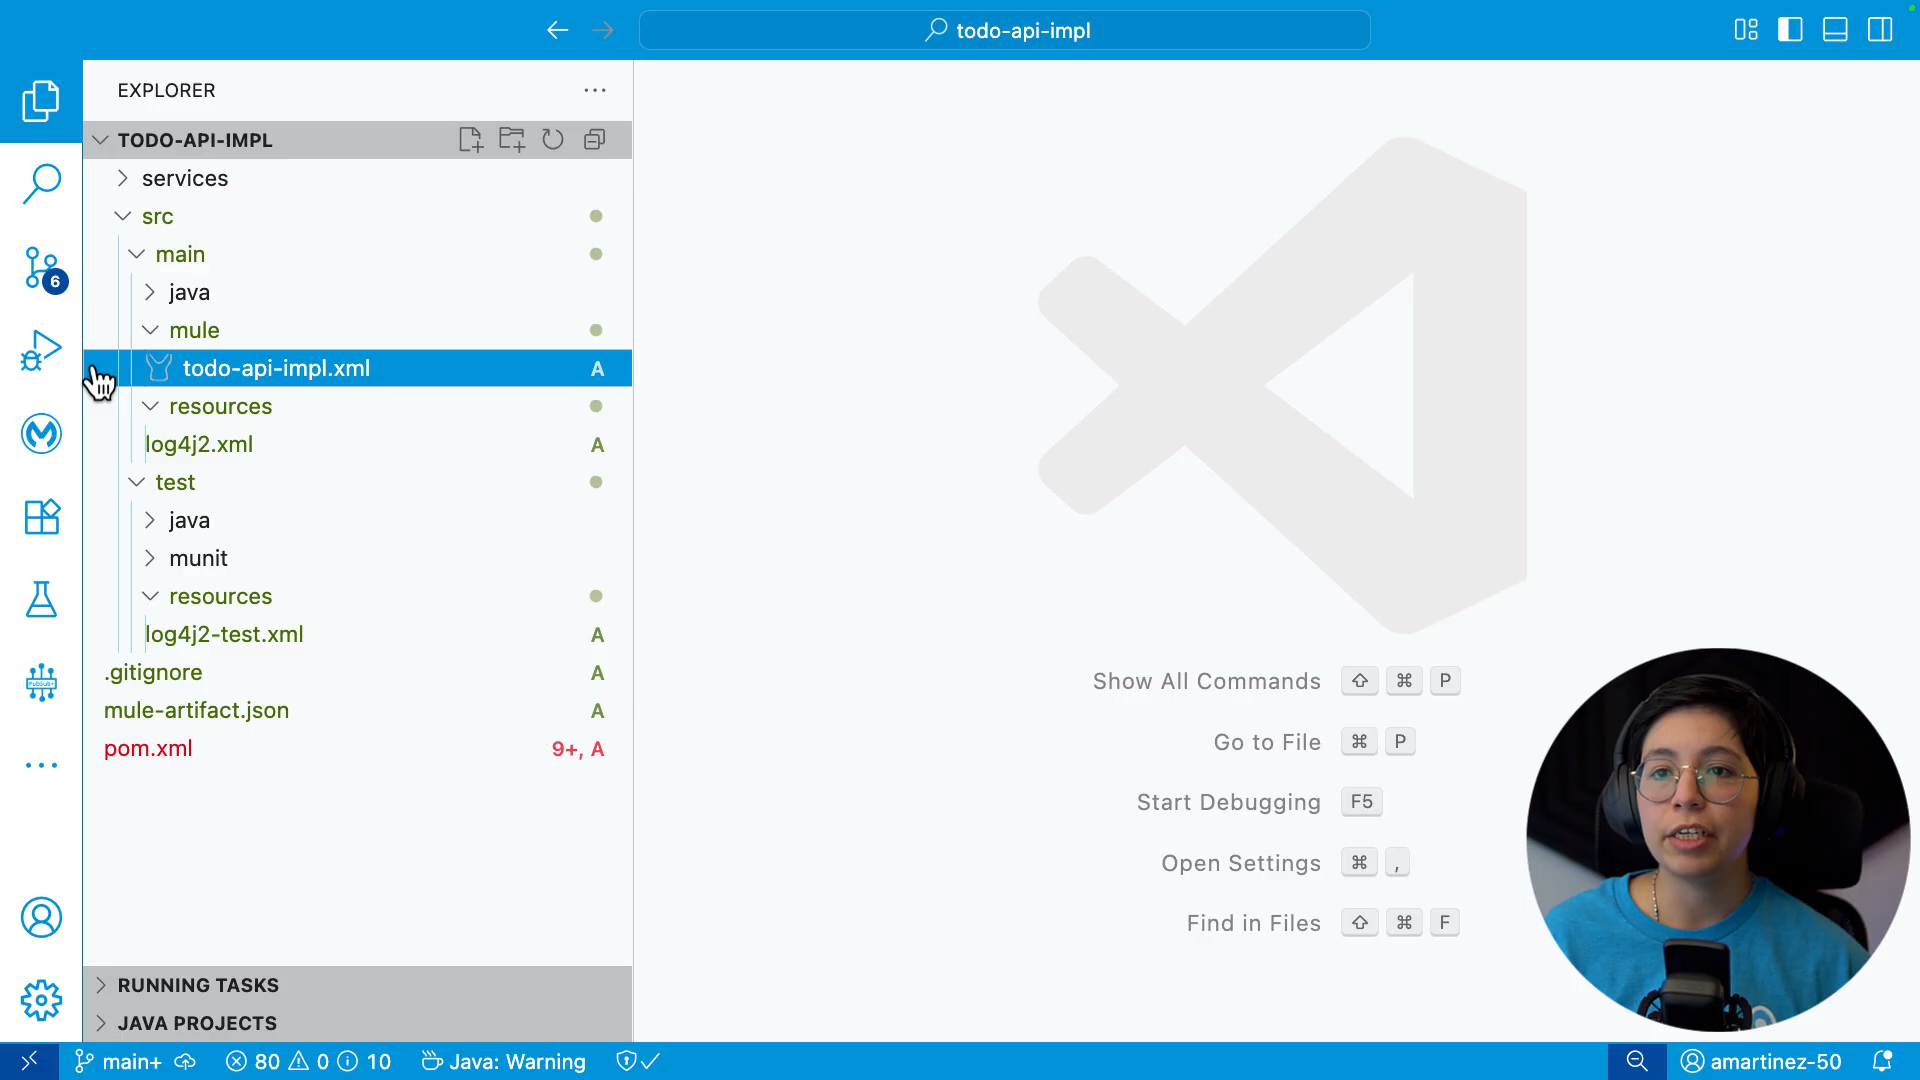 todo-api-impl
EXPLORER
TODO-API-IMPL
services
src
main
java
mule
todo-api-impl.xml A
resources
log4j2.xml A
test
java
munit
resources
log4j2-test.xml A
.gitignore A
mule-artifact.json A
pom.xml 9+, A
6
Show All Commands ⇧ ⌘ P
Go to File ⌘ P
Start Debugging F5
Open Settings ⌘ ,
Find in Files ⇧ ⌘ F
RUNNING TASKS
JAVA PROJECTS
main+ 80 0 10 Java: Warning amartinez-50